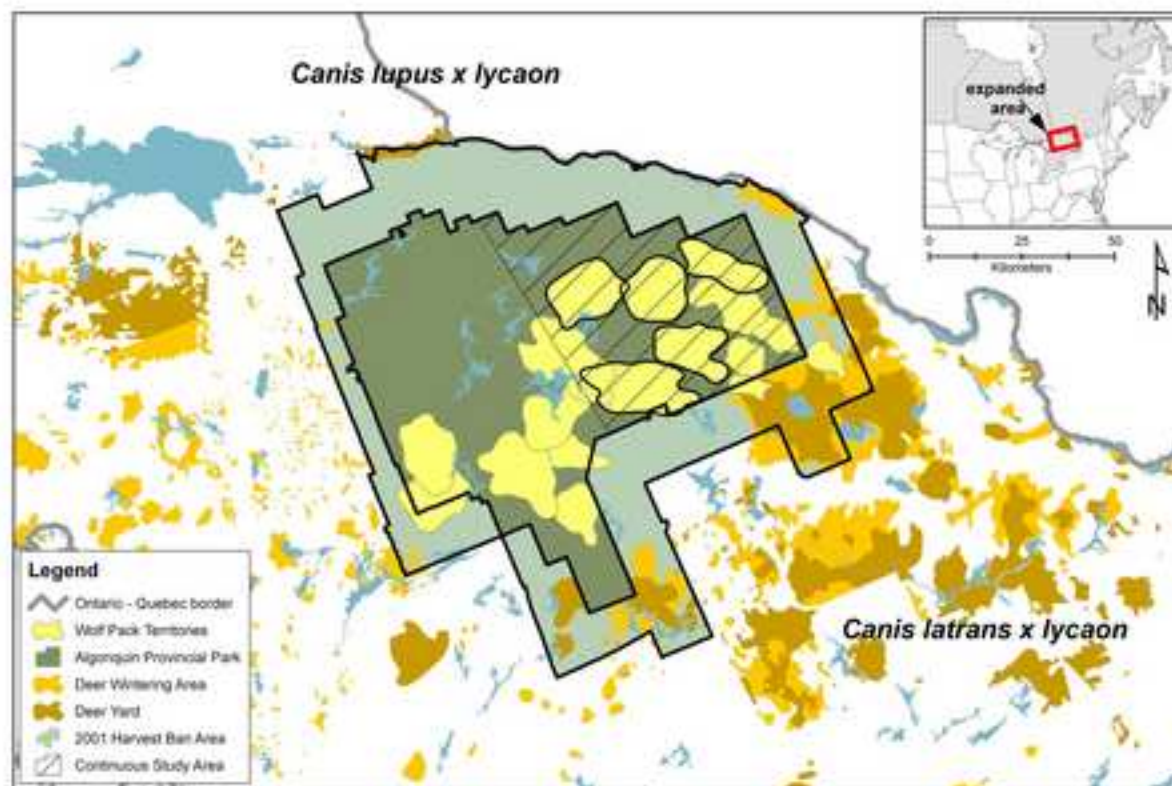 Canis lupus x lycaon
expanded
area
0 25 50
Kilometers
N
Canis latrans x lycaon
Legend
Ontario - Quebec border
Wolf Pack Territories
Algonquin Provincial Park
Deer Wintering Area
Deer Yard
2001 Harvest Ban Area
Continuous Study Area